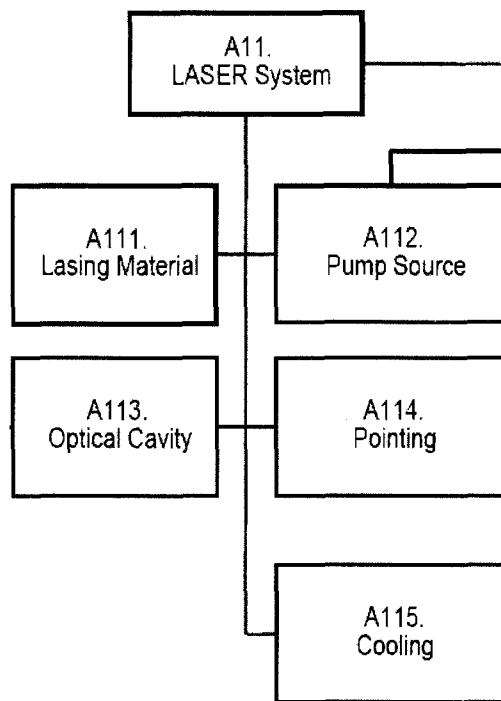 A11.
LASER System
A111.
Lasing Material
A112.
Pump Source
A113.
Optical Cavity
A114.
Pointing
A115.
Cooling